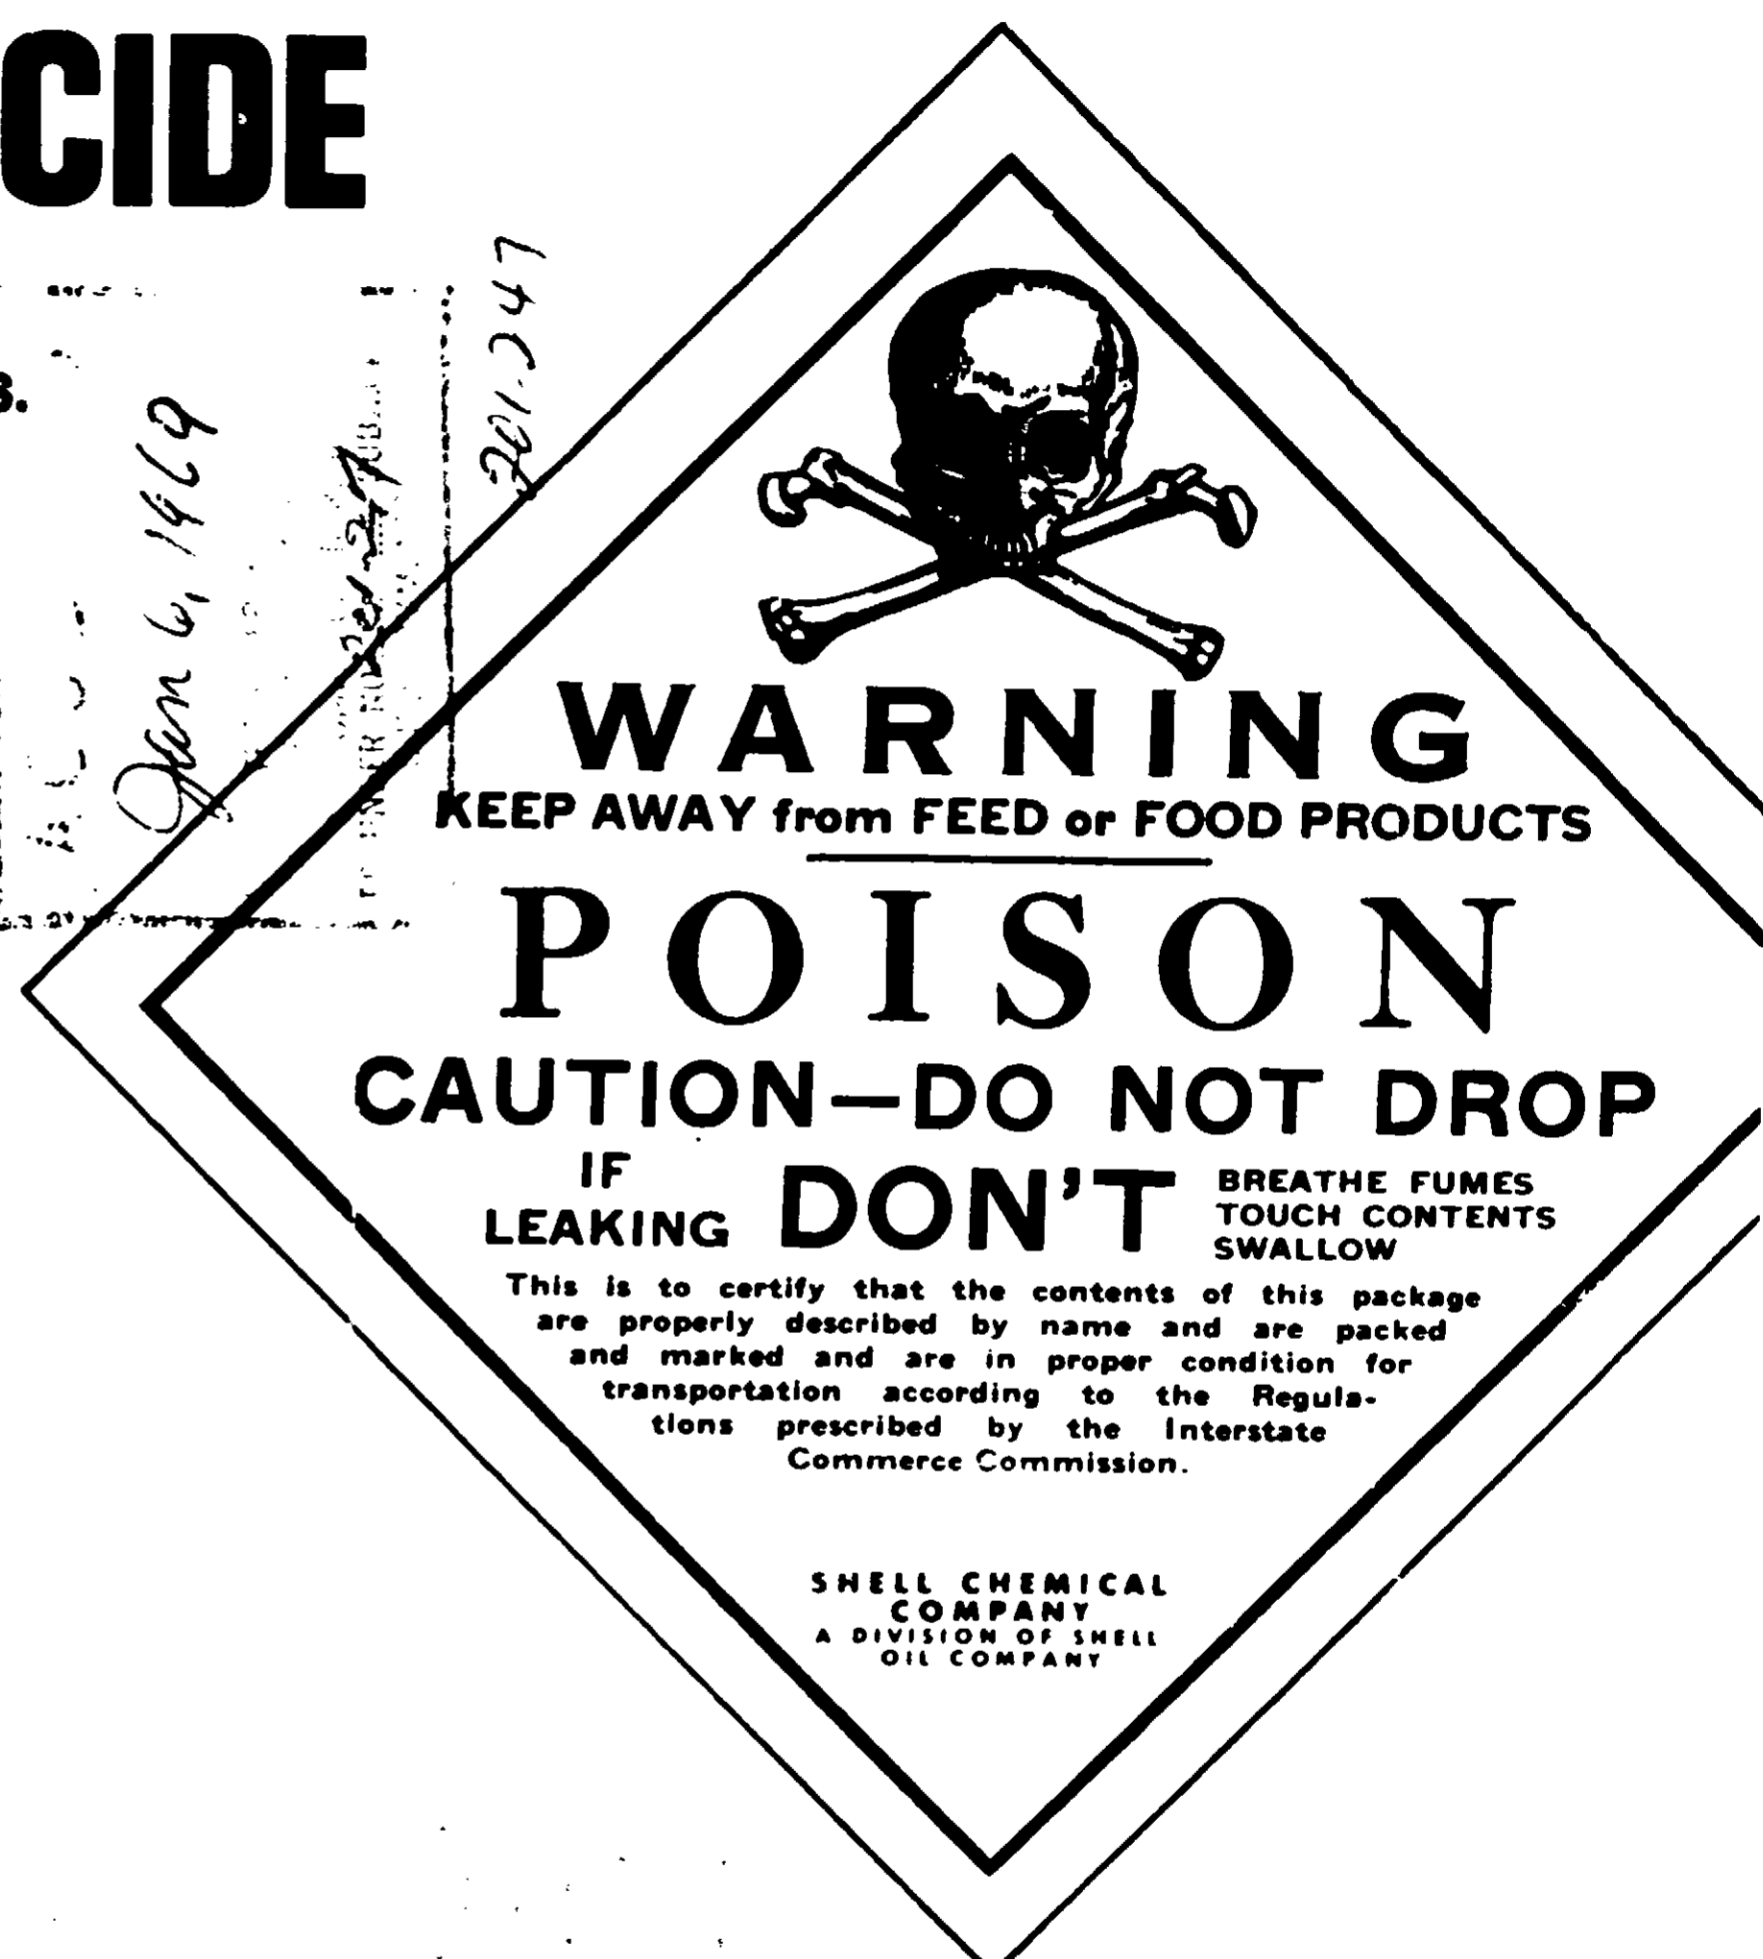 CIDE
Jan 6, 1969
201-247
WARNING
KEEP AWAY from FEED or FOOD PRODUCTS
POISON
CAUTION—DO NOT DROP
IF LEAKING DON'T BREATHE FUMES
TOUCH CONTENTS
SWALLOW
This is to certify that the contents of this package
are properly described by name and are packed
and marked and are in proper condition for
transportation according to the Regula-
tions prescribed by the Interstate
Commerce Commission.
SHELL CHEMICAL
COMPANY
A DIVISION OF SHELL
OIL COMPANY